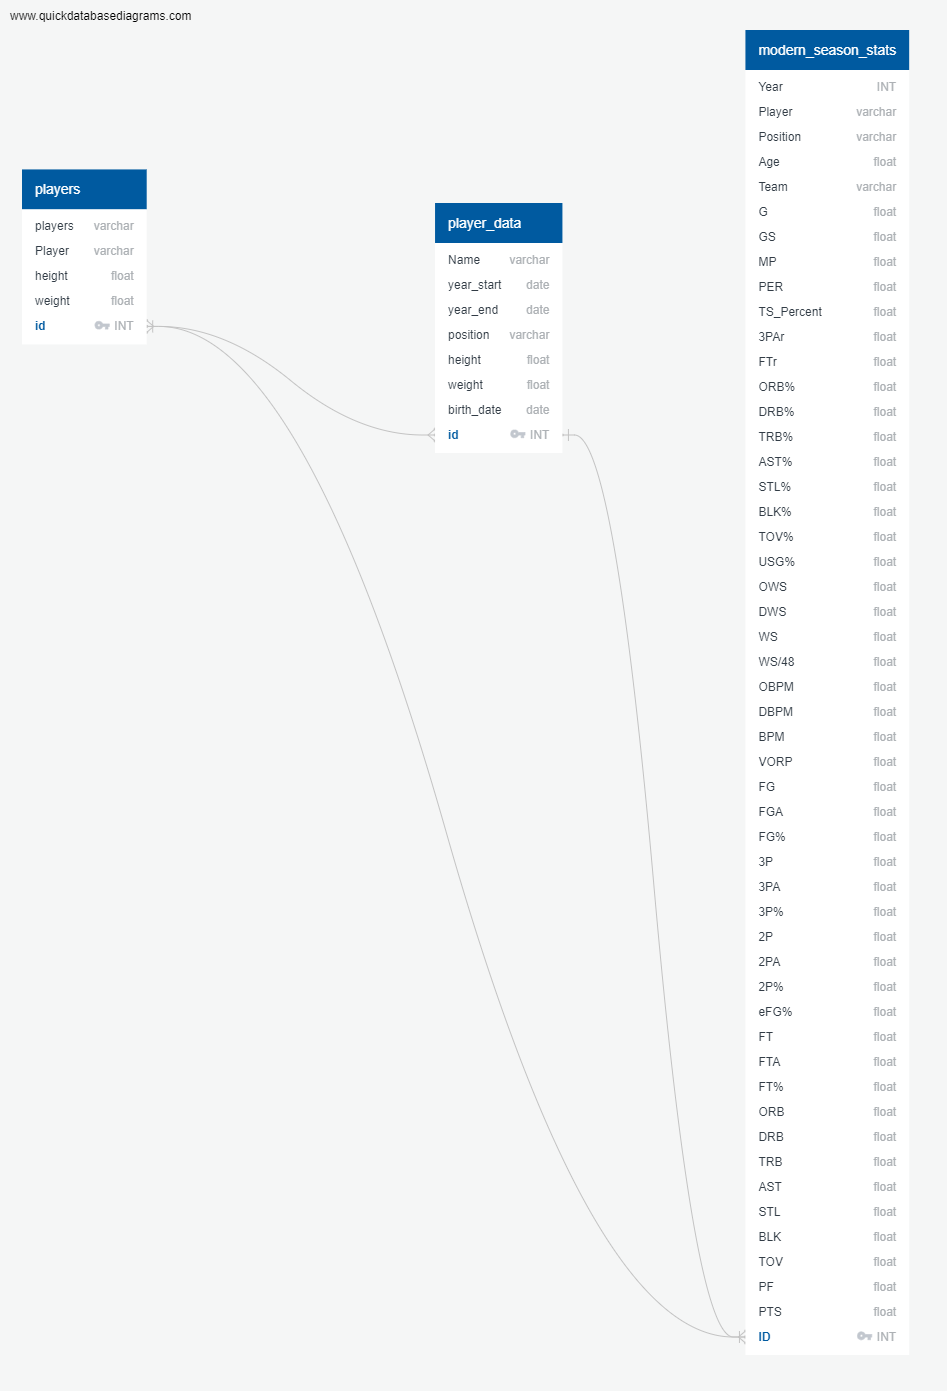 www.quickdatabasediagrams.com
players
players varchar
Player varchar
height float
weight float
id INT
player_data
Name varchar
year_start date
year_end date
position varchar
height float
weight float
birth_date date
id INT
modern_season_stats
Year INT
Player varchar
Position varchar
Age float
Team varchar
G float
GS float
MP float
PER float
TS_Percent float
3PAr float
FTr float
ORB% float
DRB% float
TRB% float
AST% float
STL% float
BLK% float
TOV% float
USG% float
OWS float
DWS float
WS float
WS/48 float
OBPM float
DBPM float
BPM float
VORP float
FG float
FGA float
FG% float
3P float
3PA float
3P% float
2P float
2PA float
2P% float
eFG% float
FT float
FTA float
FT% float
ORB float
DRB float
TRB float
AST float
STL float
BLK float
TOV float
PF float
PTS float
ID INT